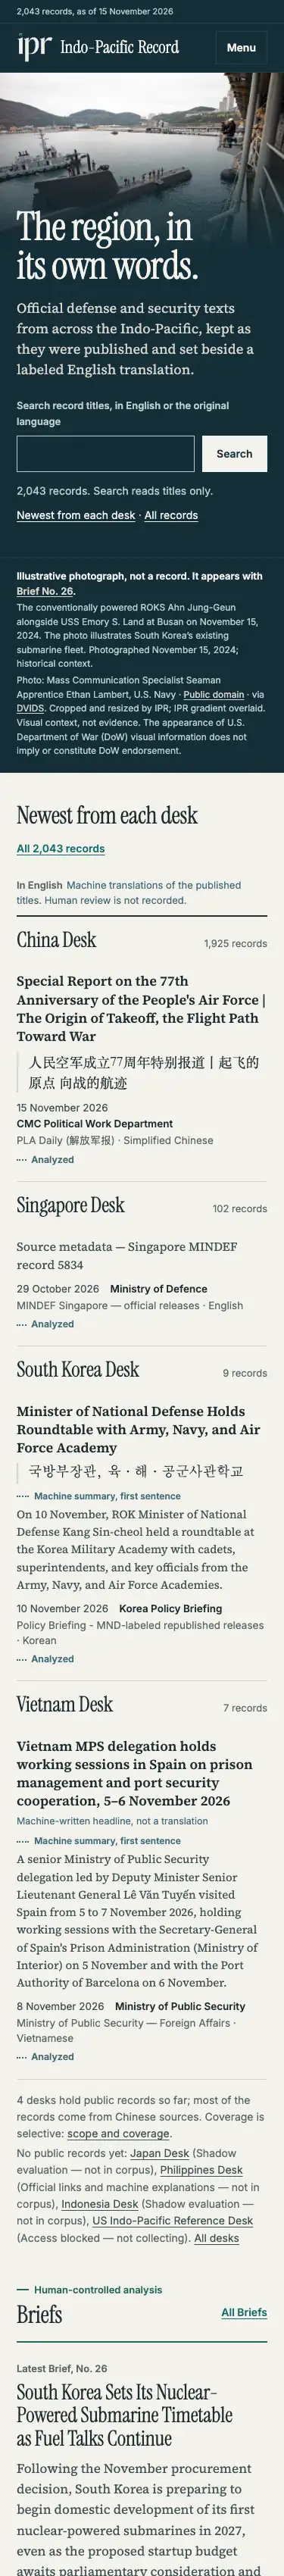 2,043 records, as of 15 November 2026
ipr Indo-Pacific Record
Menu
The region, in
its own words.
Official defense and security texts
from across the Indo-Pacific, kept as
they were published and set beside a
labeled English translation.
Search record titles, in English or the original
language
Search
2,043 records. Search reads titles only.
Newest from each desk · All records
Illustrative photograph, not a record. It appears with
Brief No. 26.
The conventionally powered ROKS Ahn Jung-Geun
alongside USS Emory S. Land at Busan on November 15,
2024. The photo illustrates South Korea's existing
submarine fleet. Photographed November 15, 2024;
historical context.
Photo: Mass Communication Specialist Seaman
Apprentice Ethan Lambert, U.S. Navy · Public domain · via
DVIDS. Cropped and resized by IPR; IPR gradient overlaid.
Visual context, not evidence. The appearance of U.S.
Department of War (DoW) visual information does not
imply or constitute DoW endorsement.
Newest from each desk
All 2,043 records
In English Machine translations of the published
titles. Human review is not recorded.
China Desk
1,925 records
Special Report on the 77th
Anniversary of the People's Air Force |
The Origin of Takeoff, the Flight Path
Toward War
人民空军成立77周年特别报道丨起飞的
原点 向战的航迹
15 November 2026
CMC Political Work Department
PLA Daily (解放军报) · Simplified Chinese
Analyzed
Singapore Desk
102 records
Source metadata — Singapore MINDEF
record 5834
29 October 2026 Ministry of Defence
MINDEF Singapore — official releases · English
Analyzed
South Korea Desk
9 records
Minister of National Defense Holds
Roundtable with Army, Navy, and Air
Force Academy
국방부장관, 육·해·공군사관학교
Machine summary, first sentence
On 10 November, ROK Minister of National
Defense Kang Sin-cheol held a roundtable at
the Korea Military Academy with cadets,
superintendents, and key officials from the
Army, Navy, and Air Force Academies.
10 November 2026 Korea Policy Briefing
Policy Briefing - MND-labeled republished releases
· Korean
Analyzed
Vietnam Desk
7 records
Vietnam MPS delegation holds
working sessions in Spain on prison
management and port security
cooperation, 5–6 November 2026
Machine-written headline, not a translation
Machine summary, first sentence
A senior Ministry of Public Security
delegation led by Deputy Minister Senior
Lieutenant General Lê Văn Tuyến visited
Spain from 5 to 7 November 2026, holding
working sessions with the Secretary-General
of Spain's Prison Administration (Ministry of
Interior) on 5 November and with the Port
Authority of Barcelona on 6 November.
8 November 2026 Ministry of Public Security
Ministry of Public Security — Foreign Affairs ·
Vietnamese
Analyzed
4 desks hold public records so far; most of the
records come from Chinese sources. Coverage is
selective: scope and coverage.
No public records yet: Japan Desk (Shadow
evaluation — not in corpus), Philippines Desk
(Official links and machine explanations — not in
corpus), Indonesia Desk (Shadow evaluation —
not in corpus), US Indo-Pacific Reference Desk
(Access blocked — not collecting). All desks
Human-controlled analysis
Briefs
All Briefs
Latest Brief, No. 26
South Korea Sets Its Nuclear-
Powered Submarine Timetable
as Fuel Talks Continue
Following the November procurement
decision, South Korea is preparing to
begin domestic development of its first
nuclear-powered submarines in 2027,
even as the proposed startup budget
awaits parliamentary consideration and